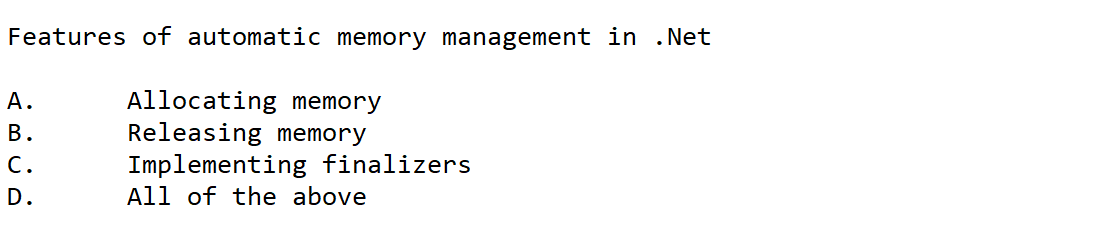 Features of automatic memory management in .Net
A. Allocating memory
B. Releasing memory
C. Implementing finalizers
D. All of the above